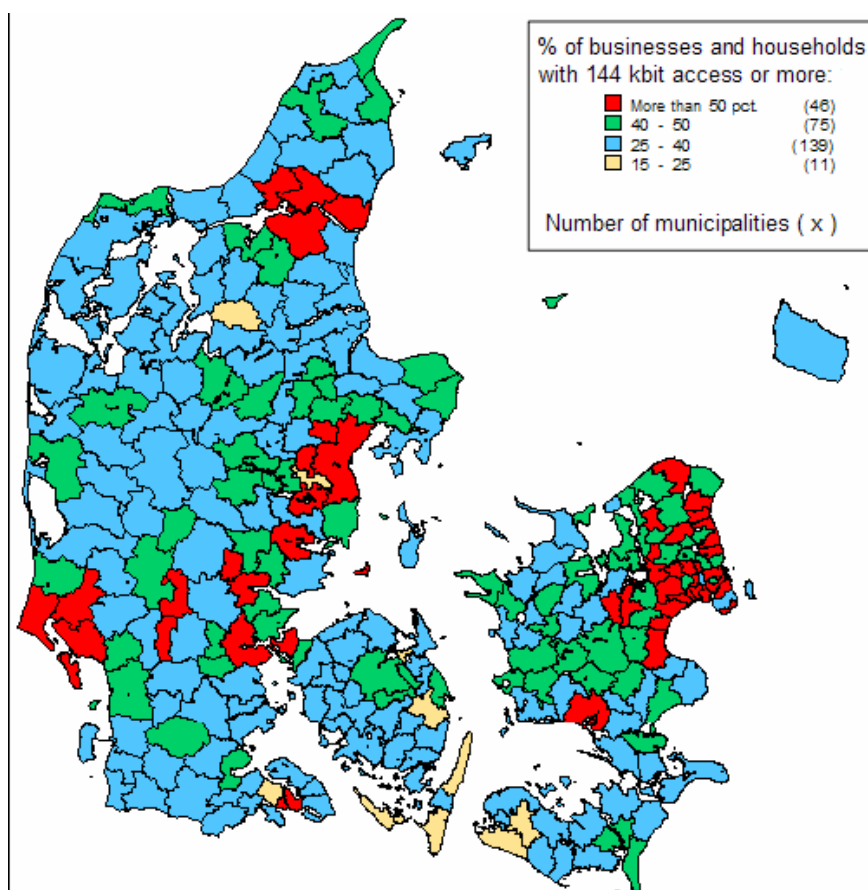 % of businesses and households
with 144 kbit access or more:
More than 50 pct. (46)
40 - 50 (75)
25 - 40 (139)
15 - 25 (11)
Number of municipalities ( x )